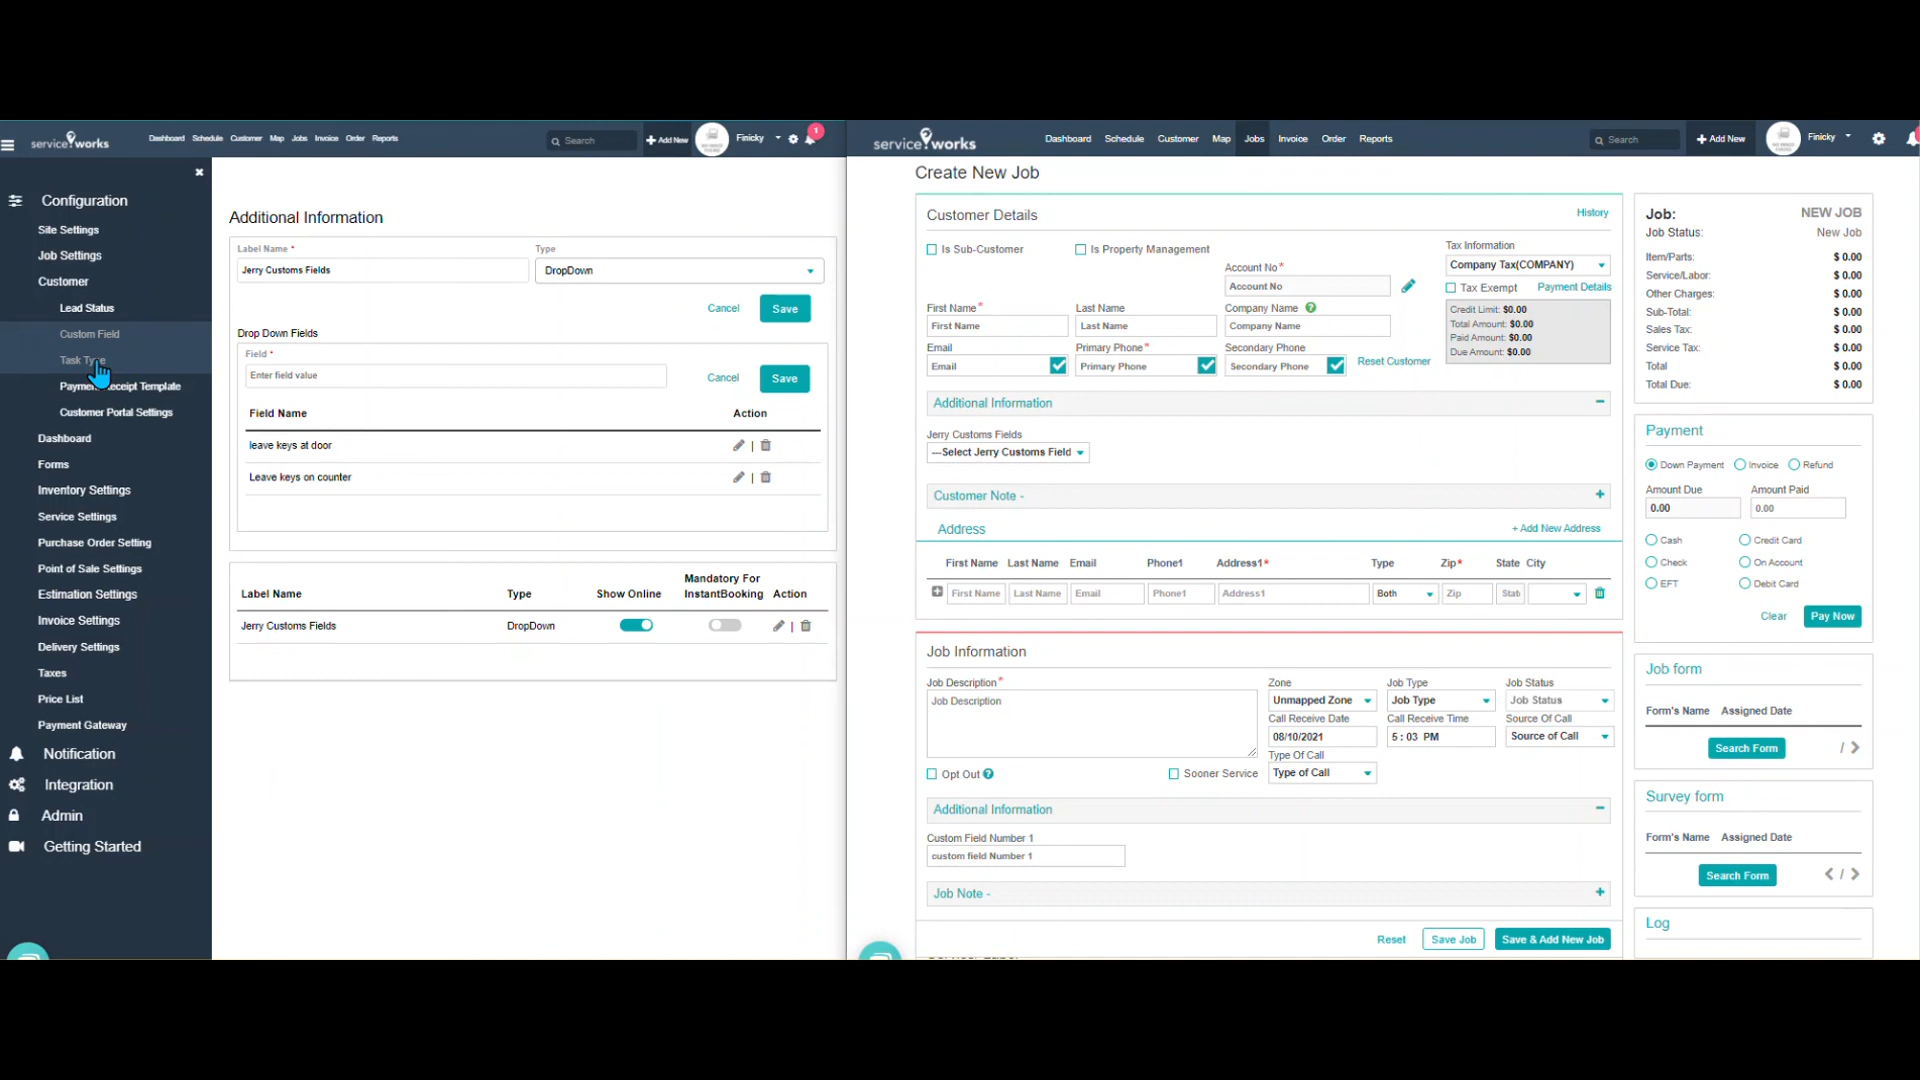 serviceworks
Dashboard Schedule Customer Map Jobs Invoice Order Reports
Search
Add New
Finicky
1
Configuration
Site Settings
Job Settings
Customer
Lead Status
Custom Field
Task
Receipt Template
Customer Portal Settings
Dashboard
Forms
Inventory Settings
Service Settings
Purchase Order Setting
Point of Sale Settings
Estimation Settings
Invoice Settings
Delivery Settings
Taxes
Price List
Payment Gateway
Notification
Integration
Admin
Getting Started
Additional Information
Label Name * Type
Jerry Customs Fields DropDown
Cancel Save
Drop Down Fields
Field *
Enter field value
Cancel Save
Field Name Action
leave keys at door |
Leave keys on counter |
Label Name Type Show Online Mandatory For InstantBooking Action
Jerry Customs Fields DropDown |
serviceworks
Dashboard Schedule Customer Map Jobs Invoice Order Reports
Search
Add New
Finicky
Create New Job
Customer Details History
Is Sub-Customer Is Property Management
Tax Information
Company Tax(COMPANY)
Account No *
Account No
Tax Exempt Payment Details
First Name * Last Name Company Name ?
First Name Last Name Company Name
Credit Limit: $0.00
Total Amount: $0.00
Paid Amount: $0.00
Due Amount: $0.00
Email Primary Phone * Secondary Phone
Email Primary Phone Secondary Phone Reset Customer
Additional Information
Jerry Customs Fields
---Select Jerry Customs Field
Customer Note -
Address + Add New Address
First Name Last Name Email Phone1 Address1* Type Zip* State City
First Name Last Name Email Phone1 Address1 Both Zip Stat
Job Information
Job Description* Zone Job Type Job Status
Job Description Unmapped Zone Job Type Job Status
Call Receive Date Call Receive Time Source Of Call
08/10/2021 5 : 03 PM Source of Call
Type Of Call
Opt Out ? Sooner Service Type of Call
Additional Information
Custom Field Number 1
custom field Number 1
Job Note -
Reset Save Job Save & Add New Job
Job: NEW JOB
Job Status: New Job
Item/Parts: $ 0.00
Service/Labor: $ 0.00
Other Charges: $ 0.00
Sub-Total: $ 0.00
Sales Tax: $ 0.00
Service Tax: $ 0.00
Total $ 0.00
Total Due: $ 0.00
Payment
Down Payment Invoice Refund
Amount Due Amount Paid
0.00 0.00
Cash Credit Card
Check On Account
EFT Debit Card
Clear Pay Now
Job form
Form's Name Assigned Date
Search Form /
Survey form
Form's Name Assigned Date
Search Form /
Log